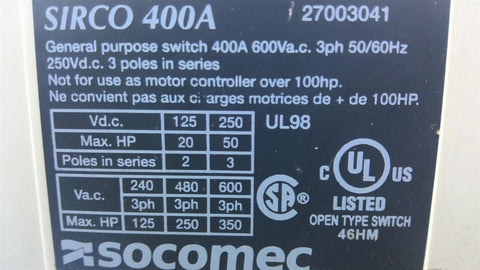 SIRCO 400A 27003041
General purpose switch 400A 600Va.c. 3ph 50/60Hz
250Vd.c. 3 poles in series
Not for use as motor controller over 100hp.
Ne convient pas aux c arges motrices de + de 100HP.
Vd.c. 125 250 UL98
Max. HP 20 50
Poles in series 2 3
Va.c. 240 480 600
3ph 3ph 3ph
Max. HP 125 250 350
SA
C UL US
LISTED
OPEN TYPE SWITCH
46HM
socomec